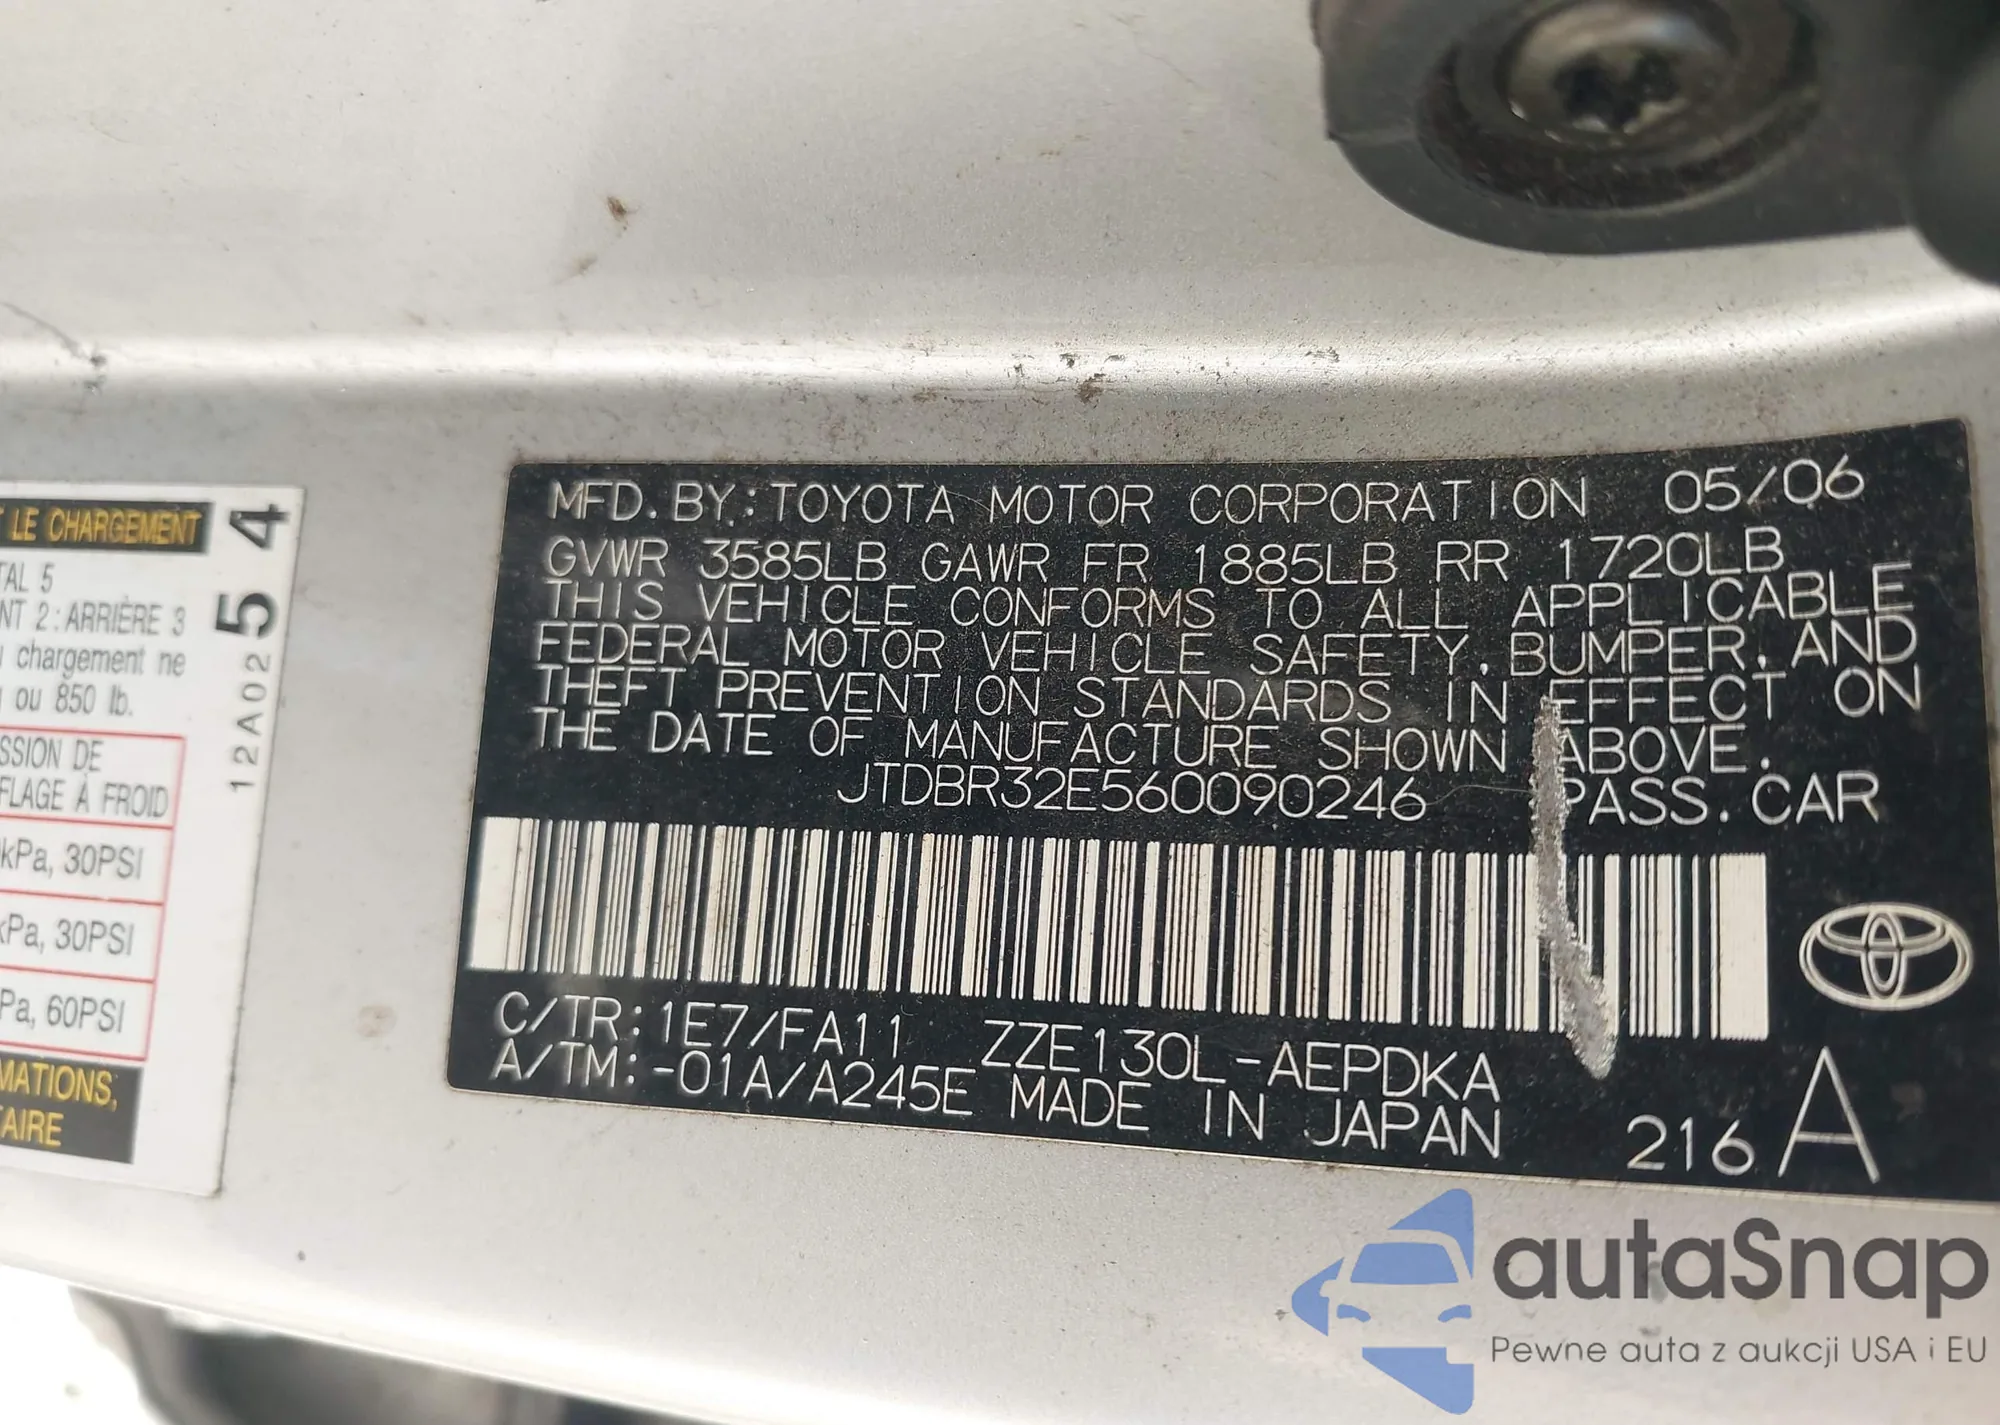 T LE CHARGEMENT
TAL 5
NT 2 : ARRIÈRE 3
chargement ne
ou 850 lb.
SSION DE
FLAGE À FROID
kPa, 30PSI
kPa, 30PSI
Pa, 60PSI
MATIONS,
AIRE
12A02 5 4
MFD. BY: TOYOTA MOTOR CORPORATION 05/06
GVWR 3585LB GAWR FR 1885LB RR 1720LB
THIS VEHICLE CONFORMS TO ALL APPLICABLE
FEDERAL MOTOR VEHICLE SAFETY, BUMPER, AND
THEFT PREVENTION STANDARDS IN EFFECT ON
THE DATE OF MANUFACTURE SHOWN ABOVE.
JTDBR32E560090246 PASS. CAR
C/TR: 1E7/FA11 ZZE130L-AEPDKA
A/TM: -01A/A245E MADE IN JAPAN 216 A
autaSnap
Pewne auta z aukcji USA i EU